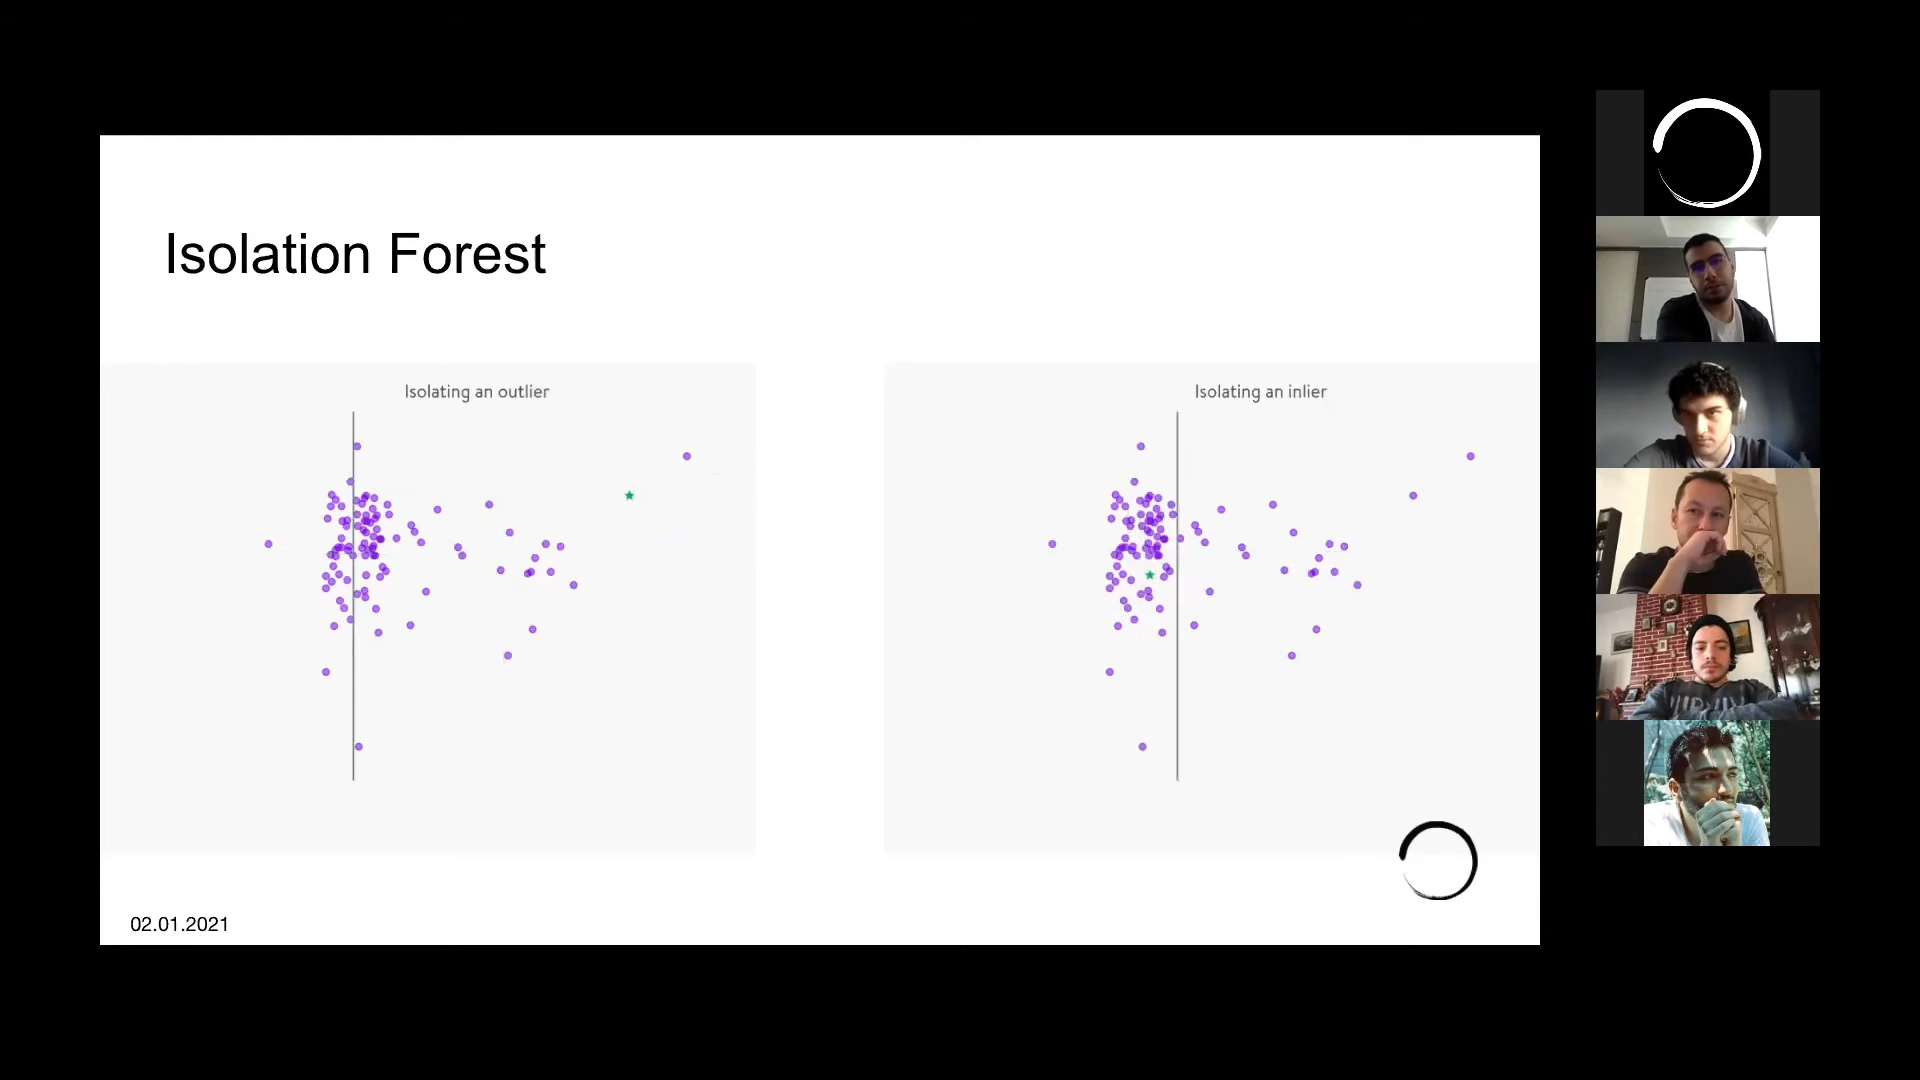 Isolation Forest
Isolating an outlier
Isolating an inlier
02.01.2021